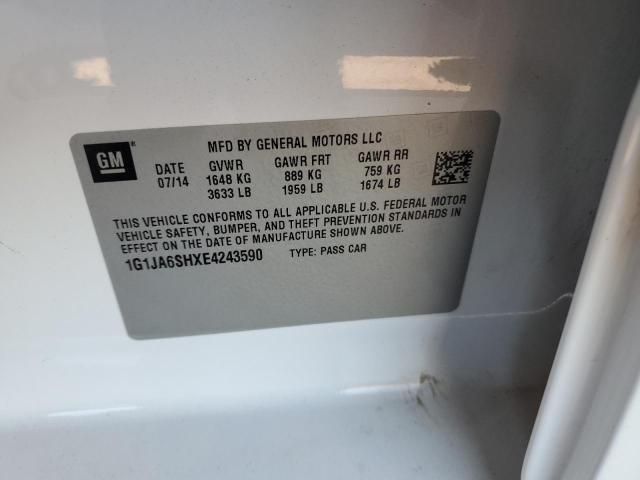 GM
MFD BY GENERAL MOTORS LLC
DATE GVWR GAWR FRT GAWR RR
07/14 1648 KG 889 KG 759 KG
3633 LB 1959 LB 1674 LB
THIS VEHICLE CONFORMS TO ALL APPLICABLE U.S. FEDERAL MOTOR
VEHICLE SAFETY, BUMPER, AND THEFT PREVENTION STANDARDS IN
EFFECT ON THE DATE OF MANUFACTURE SHOWN ABOVE.
1G1JA6SHXE4243590 TYPE: PASS CAR